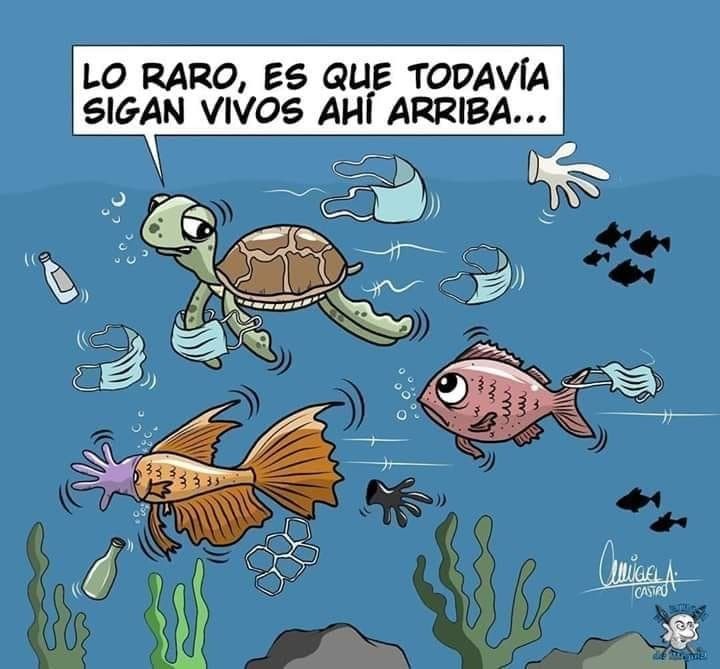 LO RARO, ES QUE TODAVÍA
SIGAN VIVOS AHÍ ARRIBA...
MIGUEL A.
CASTRO